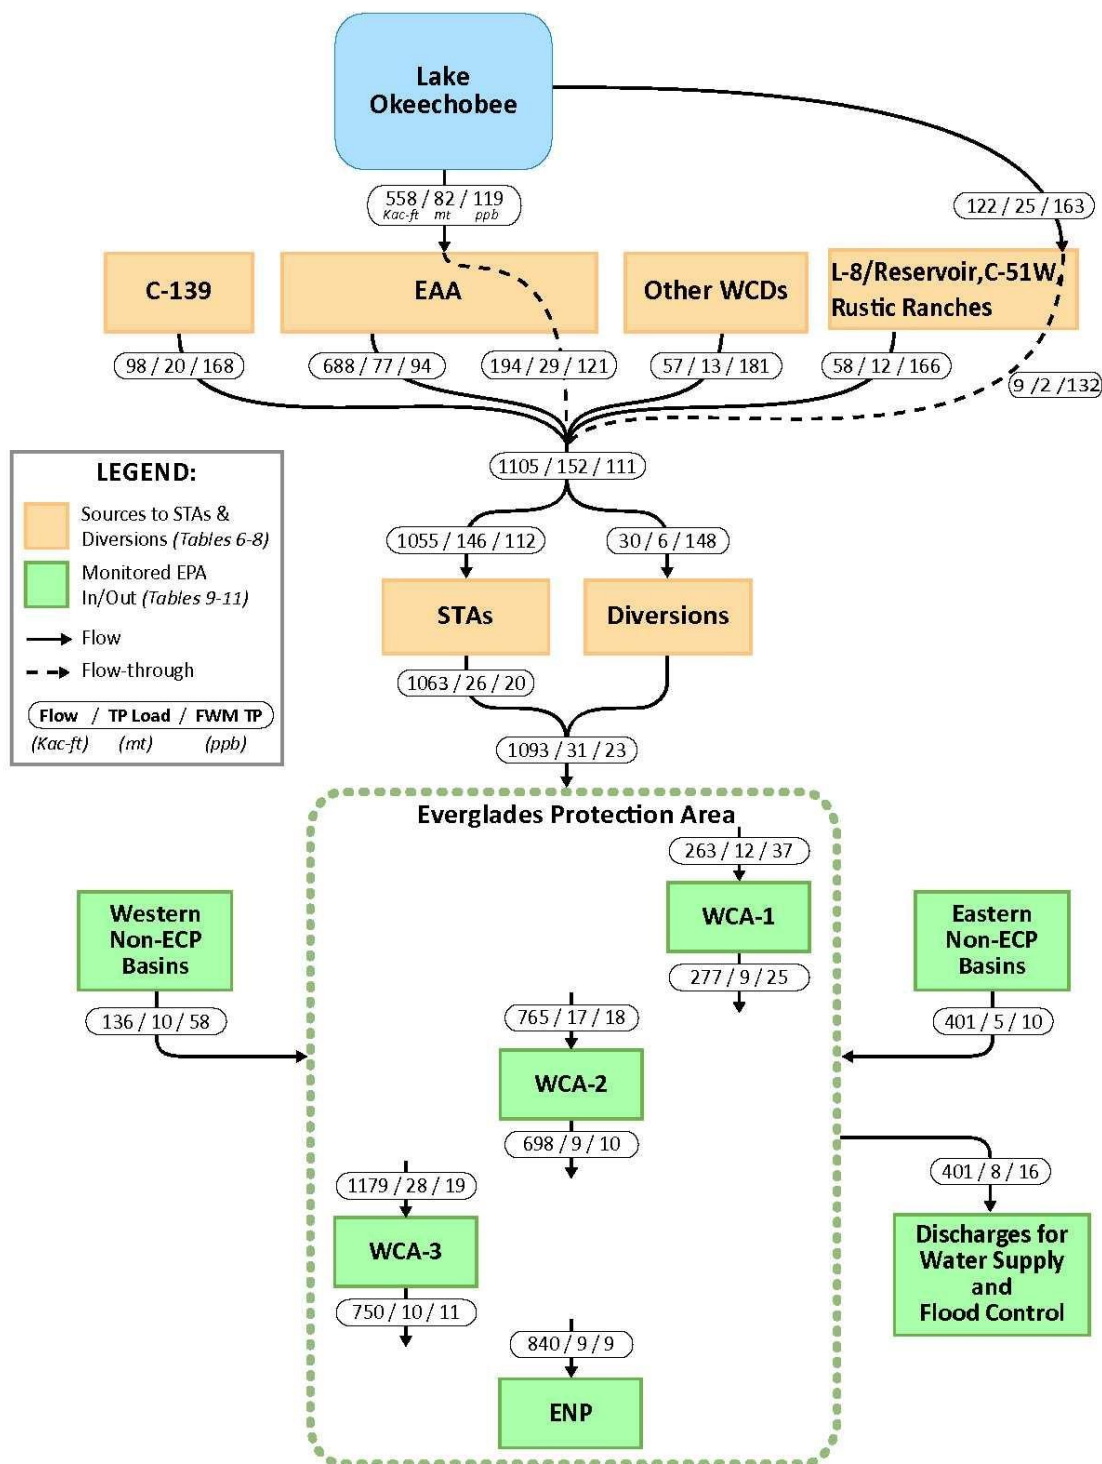 Lake
Okeechobee
558 / 82 / 119
Kac-ft mt ppb
122 / 25 / 163
C-139
EAA
Other WCDs
L-8/Reservoir,C-51W,
Rustic Ranches
98 / 20 / 168
688 / 77 / 94
194 / 29 / 121
57 / 13 / 181
58 / 12 / 166
9 /2 /132
1105 / 152 / 111
LEGEND:
Sources to STAs &
Diversions (Tables 6-8)
Monitored EPA
In/Out (Tables 9-11)
Flow
Flow-through
Flow / TP Load / FWM TP
(Kac-ft) (mt) (ppb)
1055 / 146 / 112
30 / 6 / 148
STAs
Diversions
1063 / 26 / 20
1093 / 31 / 23
Everglades Protection Area
263 / 12 / 37
WCA-1
277 / 9 / 25
Western
Non-ECP
Basins
136 / 10 / 58
Eastern
Non-ECP
Basins
401 / 5 / 10
765 / 17 / 18
WCA-2
698 / 9 / 10
1179 / 28 / 19
WCA-3
750 / 10 / 11
401 / 8 / 16
Discharges for
Water Supply
and
Flood Control
840 / 9 / 9
ENP